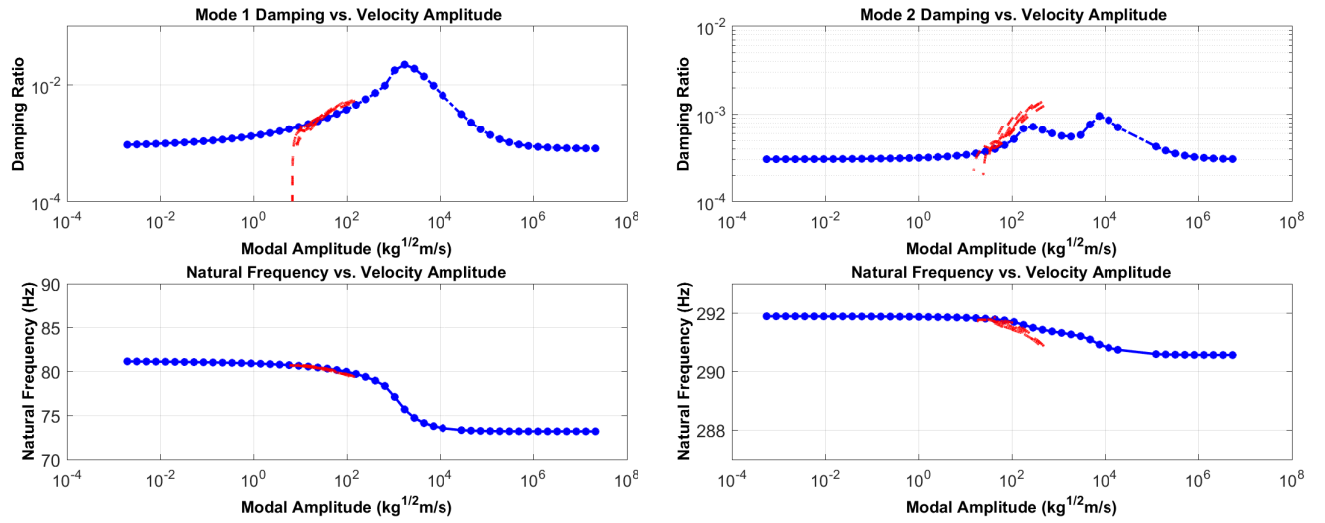 Mode 1 Damping vs. Velocity Amplitude
Damping Ratio
10^-2
10^-4
10^-4 10^-2 10^0 10^2 10^4 10^6 10^8
Modal Amplitude (kg^1/2m/s)
Mode 2 Damping vs. Velocity Amplitude
Damping Ratio
10^-2
10^-3
10^-4
10^-4 10^-2 10^0 10^2 10^4 10^6 10^8
Modal Amplitude (kg^1/2m/s)
Natural Frequency vs. Velocity Amplitude
Natural Frequency (Hz)
90
85
80
75
70
10^-4 10^-2 10^0 10^2 10^4 10^6 10^8
Modal Amplitude (kg^1/2m/s)
Natural Frequency vs. Velocity Amplitude
Natural Frequency (Hz)
292
290
288
10^-4 10^-2 10^0 10^2 10^4 10^6 10^8
Modal Amplitude (kg^1/2m/s)